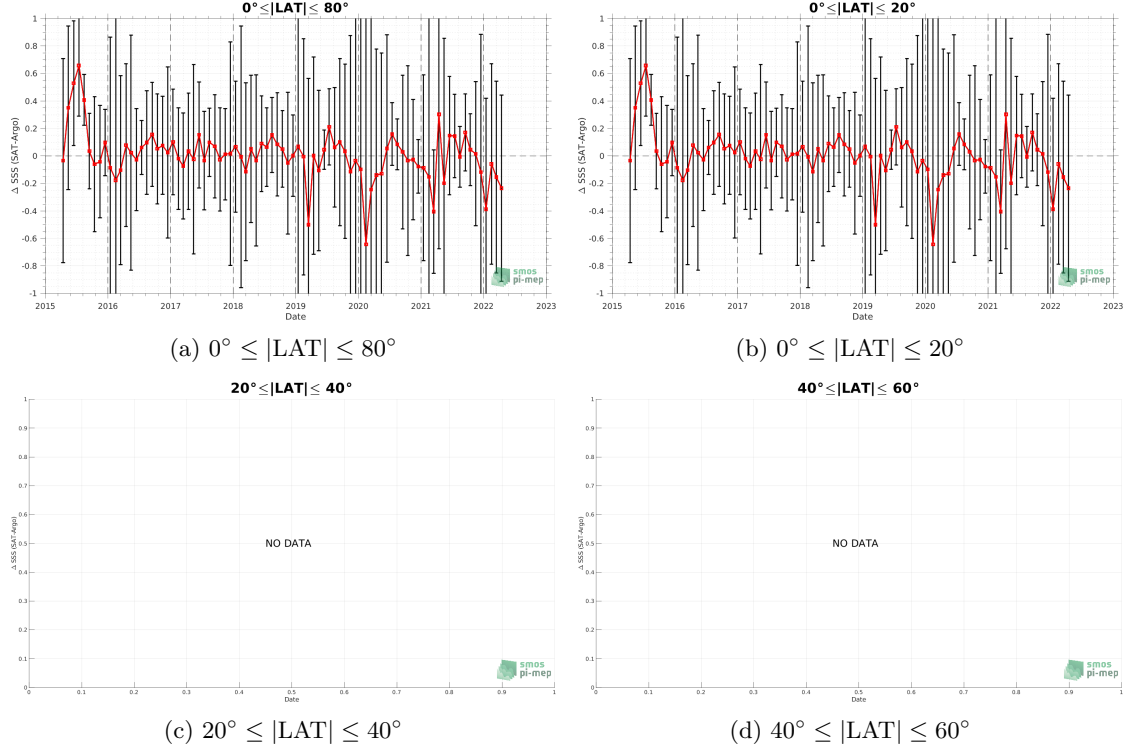 0°≤|LAT|≤ 80°
1
0.8
0.6
0.4
0.2
0
-0.2
-0.4
-0.6
-0.8
-1
Δ SSS (SAT-Argo)
2015 2016 2017 2018 2019 2020 2021 2022 2023
Date
smos
pi-mep
(a) 0° ≤ |LAT| ≤ 80°
0°≤|LAT|≤ 20°
1
0.8
0.6
0.4
0.2
0
-0.2
-0.4
-0.6
-0.8
-1
Δ SSS (SAT-Argo)
2015 2016 2017 2018 2019 2020 2021 2022 2023
Date
smos
pi-mep
(b) 0° ≤ |LAT| ≤ 20°
20°≤|LAT|≤ 40°
1
0.9
0.8
0.7
0.6
0.5
0.4
0.3
0.2
0.1
0
Δ SSS (SAT-Argo)
NO DATA
0 0.1 0.2 0.3 0.4 0.5 0.6 0.7 0.8 0.9 1
Date
smos
pi-mep
(c) 20° ≤ |LAT| ≤ 40°
40°≤|LAT|≤ 60°
1
0.9
0.8
0.7
0.6
0.5
0.4
0.3
0.2
0.1
0
Δ SSS (SAT-Argo)
NO DATA
0 0.1 0.2 0.3 0.4 0.5 0.6 0.7 0.8 0.9 1
Date
smos
pi-mep
(d) 40° ≤ |LAT| ≤ 60°